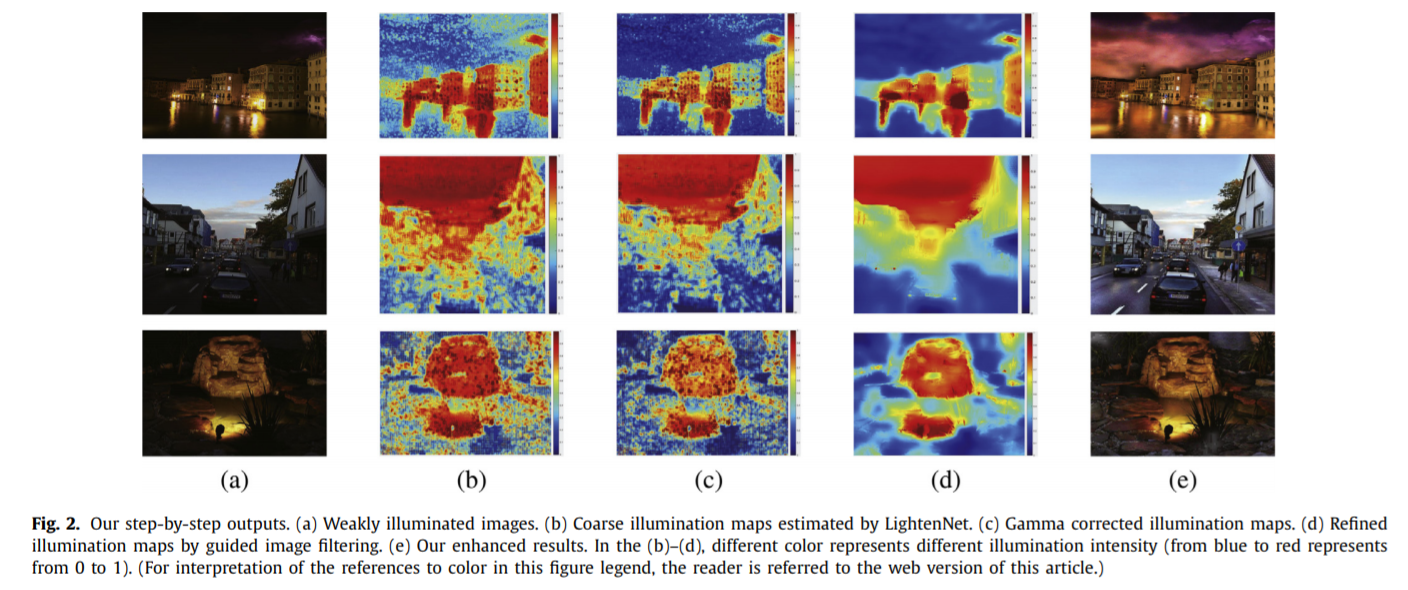 (a) (b) (c) (d) (e)
Fig. 2. Our step-by-step outputs. (a) Weakly illuminated images. (b) Coarse illumination maps estimated by LightenNet. (c) Gamma corrected illumination maps. (d) Refined
illumination maps by guided image filtering. (e) Our enhanced results. In the (b)–(d), different color represents different illumination intensity (from blue to red represents
from 0 to 1). (For interpretation of the references to color in this figure legend, the reader is referred to the web version of this article.)